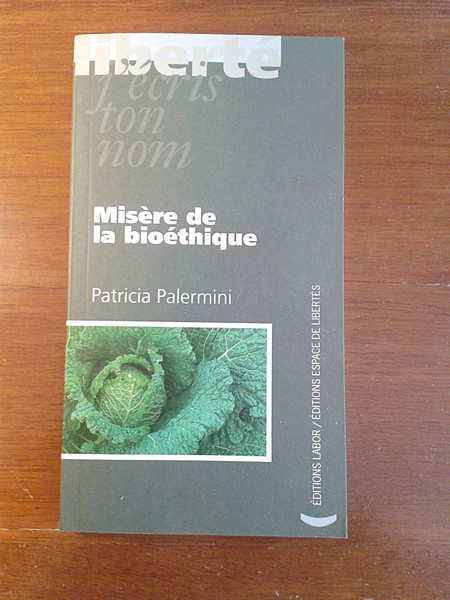 liberté
j'écris
ton
nom
Misère de
la bioéthique
Patricia Palermini
ÉDITIONS LABOR / ÉDITIONS ESPACE DE LIBERTÉS